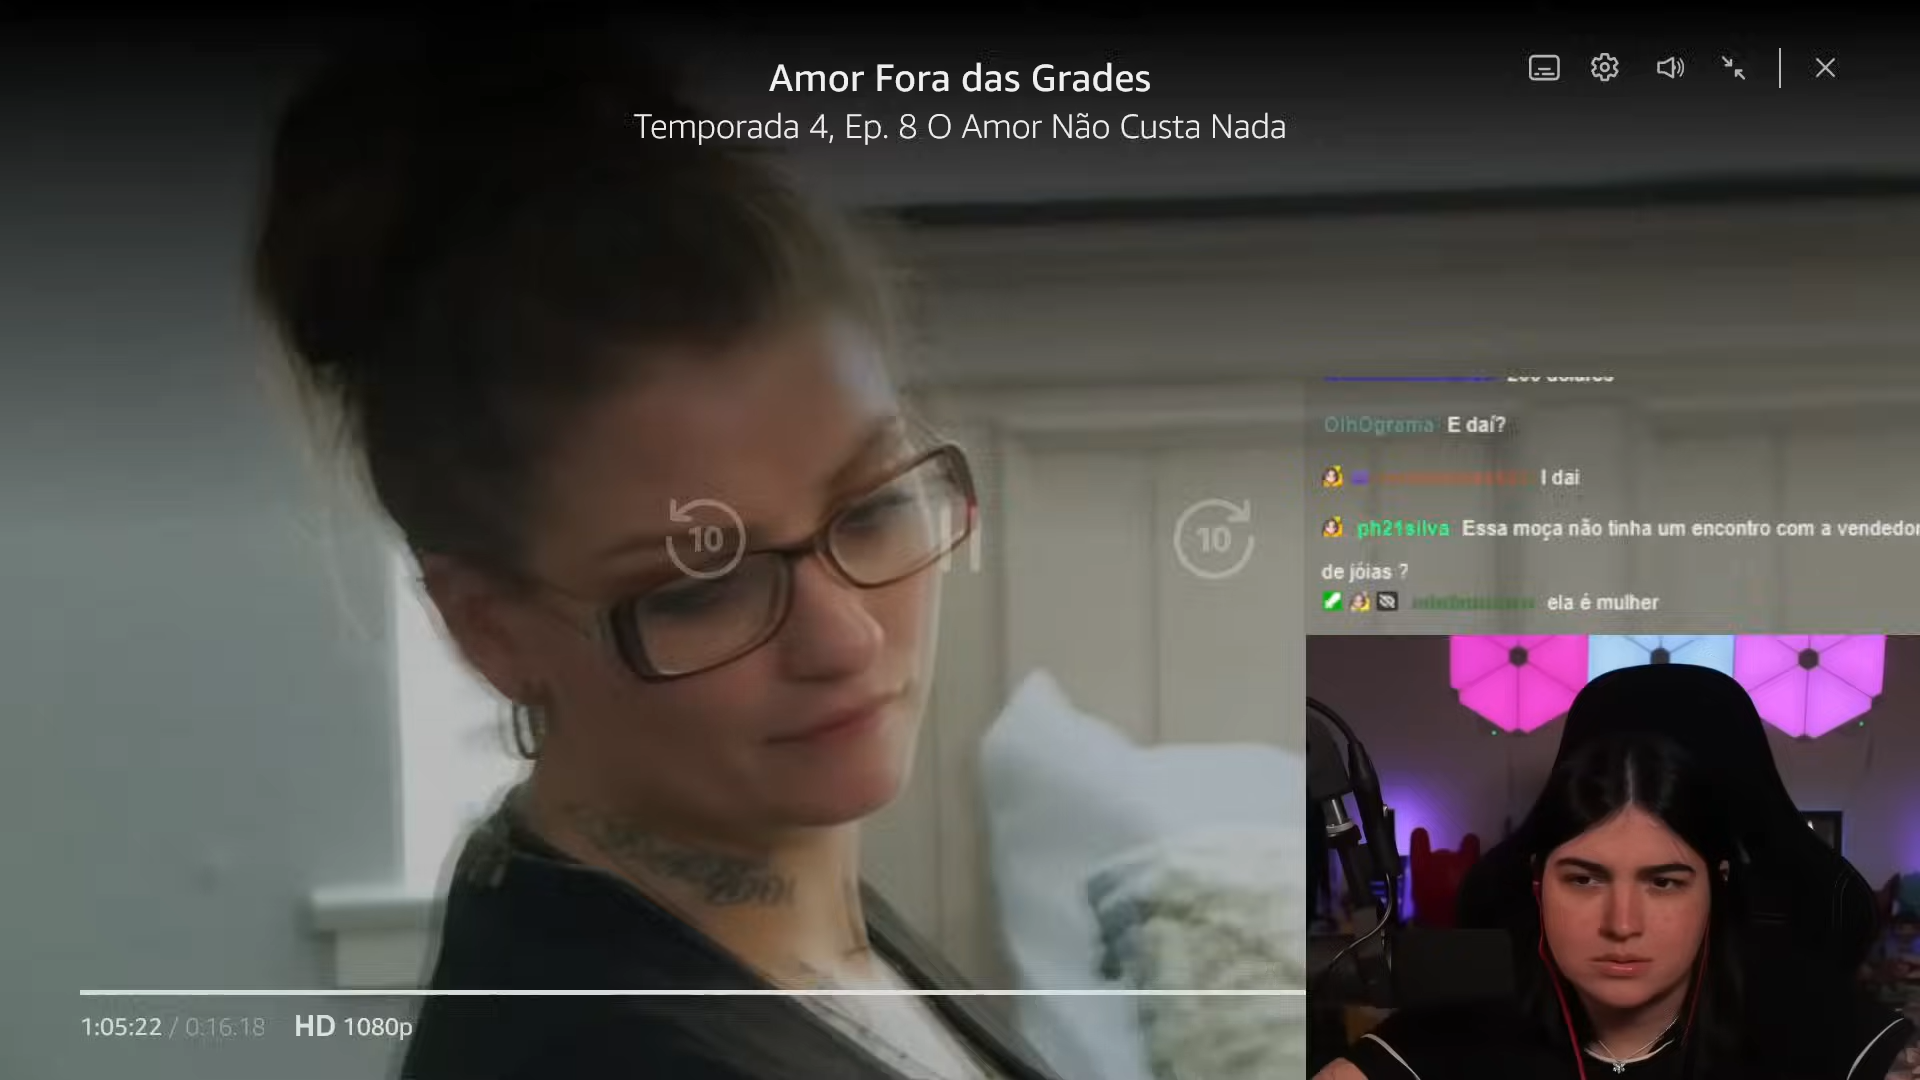 Amor Fora das Grades
Temporada 4, Ep. 8 O Amor Não Custa Nada
10
10
OlhOgrama E daí?
I dai
ph21silva Essa moça não tinha um encontro com a vendedor
de jóias ?
ela é mulher
1:05:22 / 0:16:18 HD 1080p